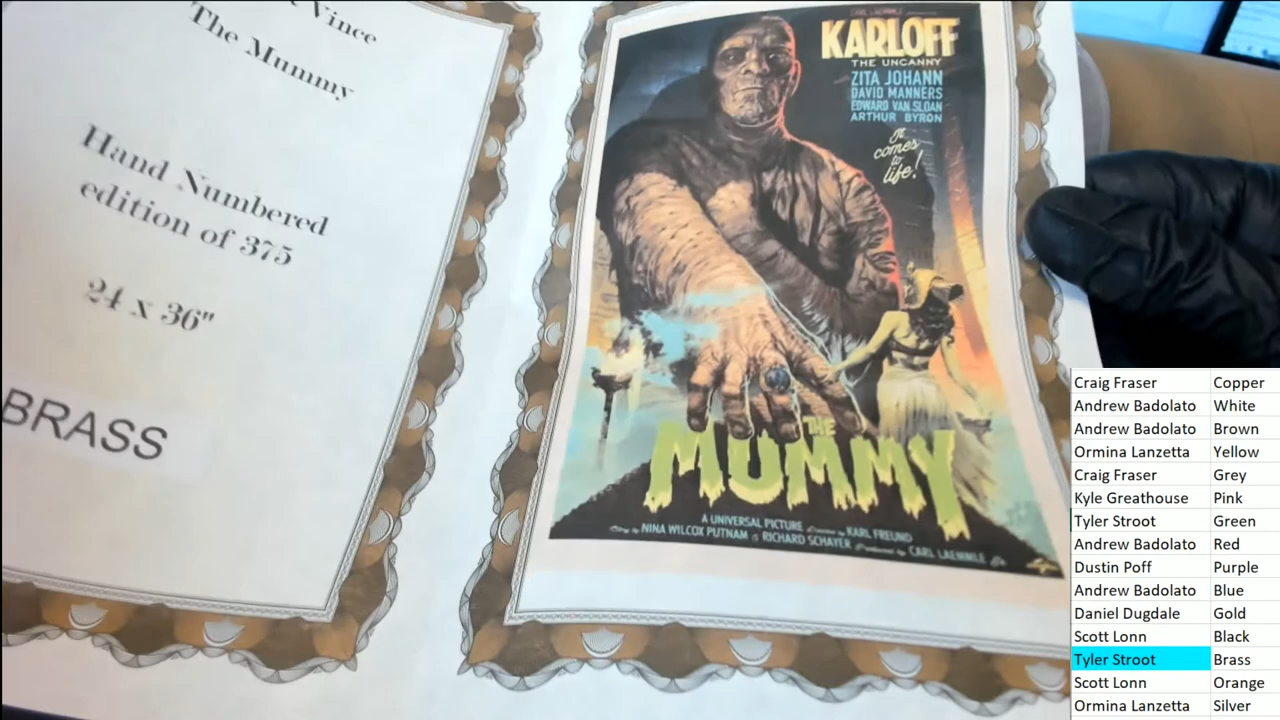 Vince
The Mummy
Hand Numbered
edition of 375
24 x 36"
BRASS
KARLOFF
THE UNCANNY
ZITA JOHANN
DAVID MANNERS
EDWARD VAN SLOAN
ARTHUR BYRON
It
comes
to
life!
THE
MUMMY
A UNIVERSAL PICTURE
KARL FREUND
NINA WILCOX PUTNAM
RICHARD SCHAYER
Produced by CARL LAEMMLE Jr.
Craig Fraser Copper
Andrew Badolato White
Andrew Badolato Brown
Ormina Lanzetta Yellow
Craig Fraser Grey
Kyle Greathouse Pink
Tyler Stroot Green
Andrew Badolato Red
Dustin Poff Purple
Andrew Badolato Blue
Daniel Dugdale Gold
Scott Lonn Black
Tyler Stroot Brass
Scott Lonn Orange
Ormina Lanzetta Silver